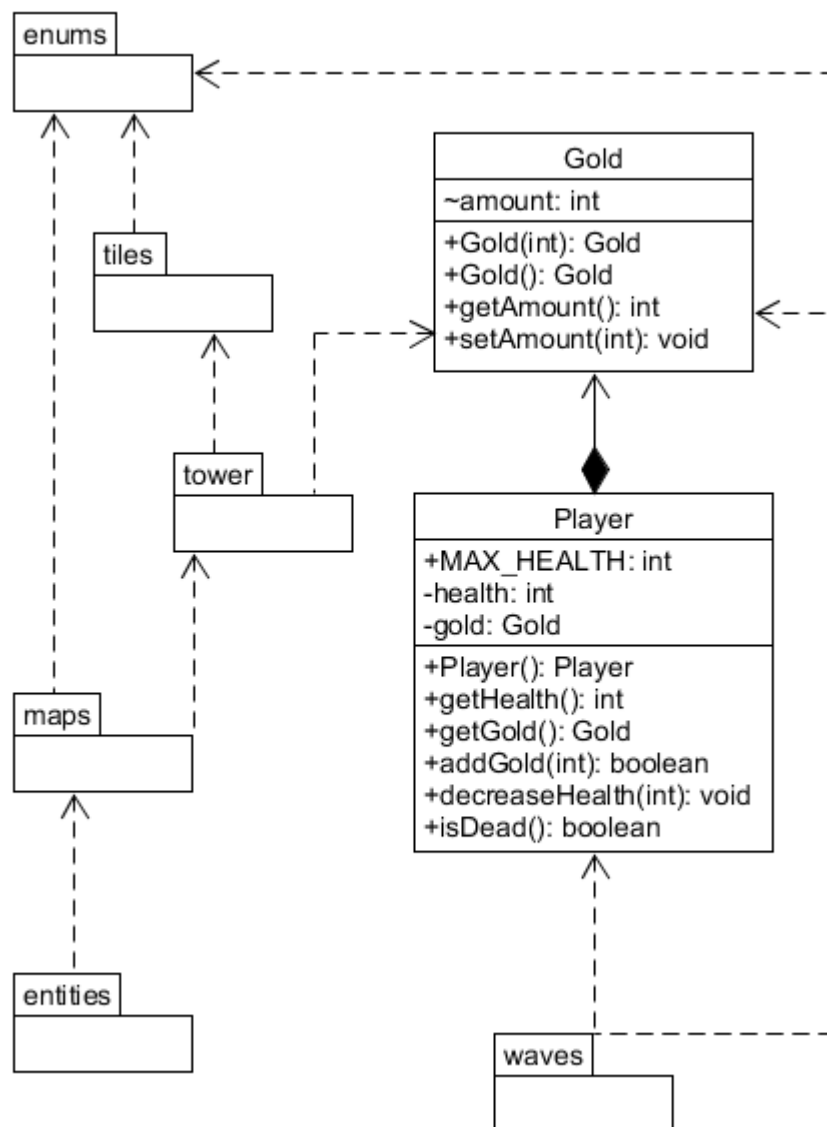 enums
Gold
~amount: int
+Gold(int): Gold
+Gold(): Gold
+getAmount(): int
+setAmount(int): void
tiles
tower
Player
+MAX_HEALTH: int
-health: int
-gold: Gold
+Player(): Player
+getHealth(): int
+getGold(): Gold
+addGold(int): boolean
+decreaseHealth(int): void
+isDead(): boolean
maps
entities
waves